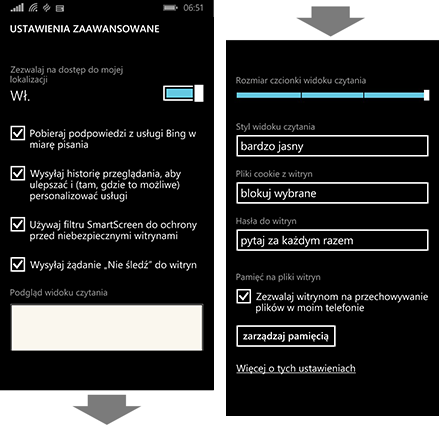 06:51
USTAWIENIA ZAAWANSOWANE
Zezwalaj na dostęp do mojej
lokalizacji
Wł.
Pobieraj podpowiedzi z usługi Bing w
miarę pisania
Wysyłaj historię przeglądania, aby
ulepszać i (tam, gdzie to możliwe)
personalizować usługi
Używaj filtru SmartScreen do ochrony
przed niebezpiecznymi witrynami
Wysyłaj żądanie „Nie śledź” do witryn
Podgląd widoku czytania
Rozmiar czcionki widoku czytania
Styl widoku czytania
bardzo jasny
Pliki cookie z witryn
blokuj wybrane
Hasła do witryn
pytaj za każdym razem
Pamięć na pliki witryn
Zezwalaj witrynom na przechowywanie
plików w moim telefonie
zarządzaj pamięcią
Więcej o tych ustawieniach